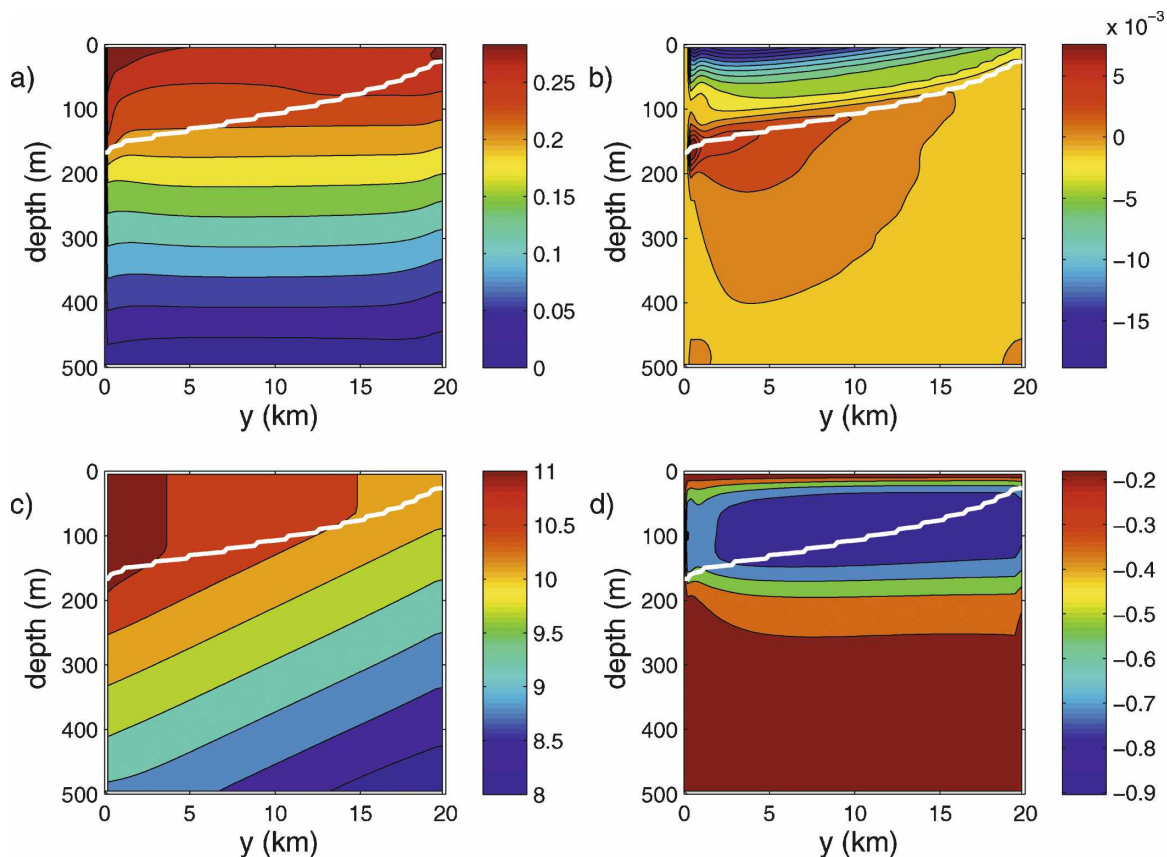 a)
0
100
200
300
400
500
depth (m)
0 5 10 15 20
y (km)
0.25
0.2
0.15
0.1
0.05
0
b)
x 10⁻³
0
100
200
300
400
500
depth (m)
0 5 10 15 20
y (km)
5
0
−5
−10
−15
c)
0
100
200
300
400
500
depth (m)
0 5 10 15 20
y (km)
11
10.5
10
9.5
9
8.5
8
d)
0
100
200
300
400
500
depth (m)
0 5 10 15 20
y (km)
−0.2
−0.3
−0.4
−0.5
−0.6
−0.7
−0.8
−0.9